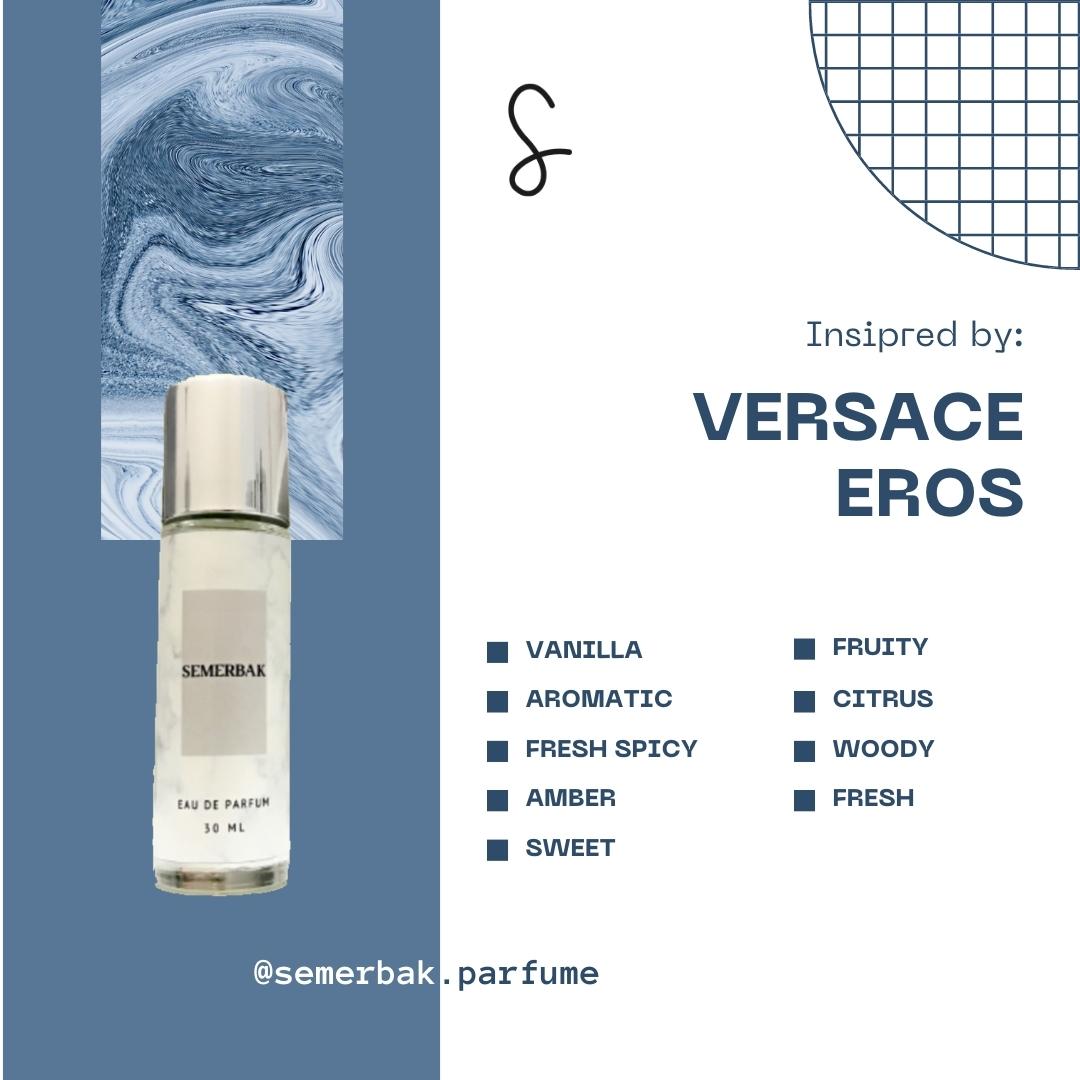 Insipred by:
VERSACE
EROS
SEMERBAK
EAU DE PARFUM
30 ML
VANILLA
AROMATIC
FRESH SPICY
AMBER
SWEET
FRUITY
CITRUS
WOODY
FRESH
@semerbak.parfume